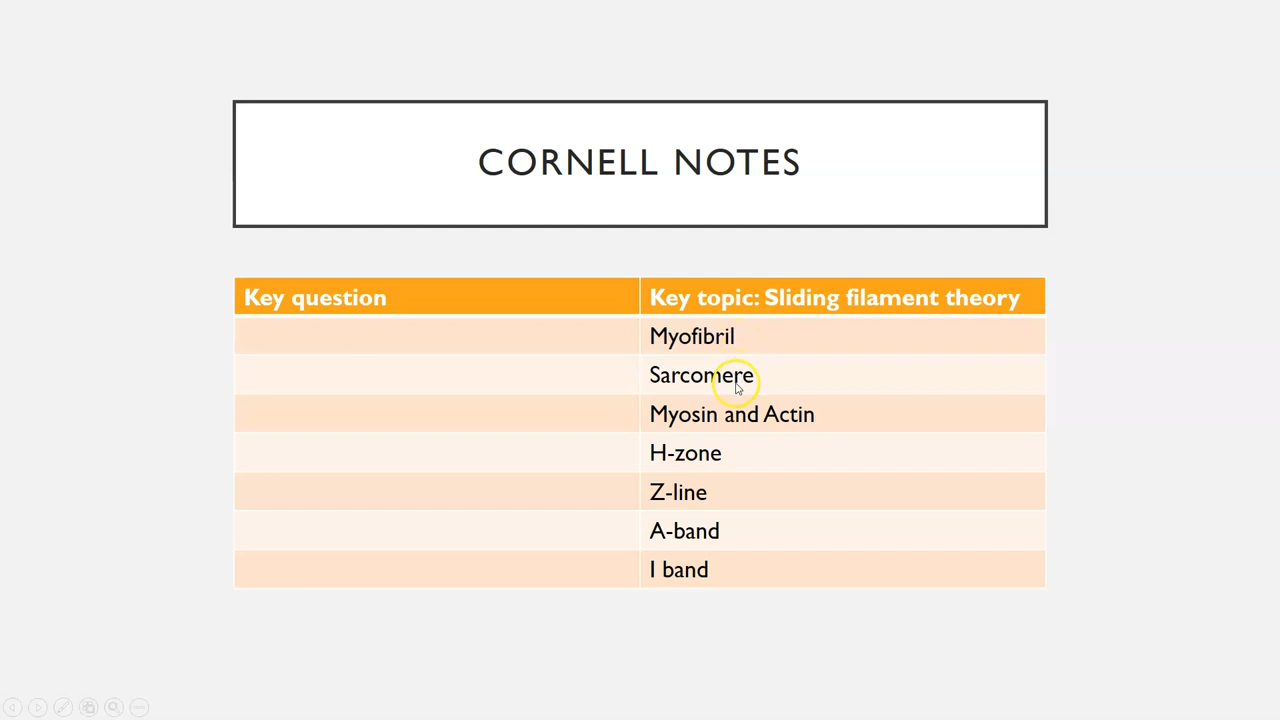 CORNELL NOTES
Key question
Key topic: Sliding filament theory
Myofibril
Sarcomere
Myosin and Actin
H-zone
Z-line
A-band
I band